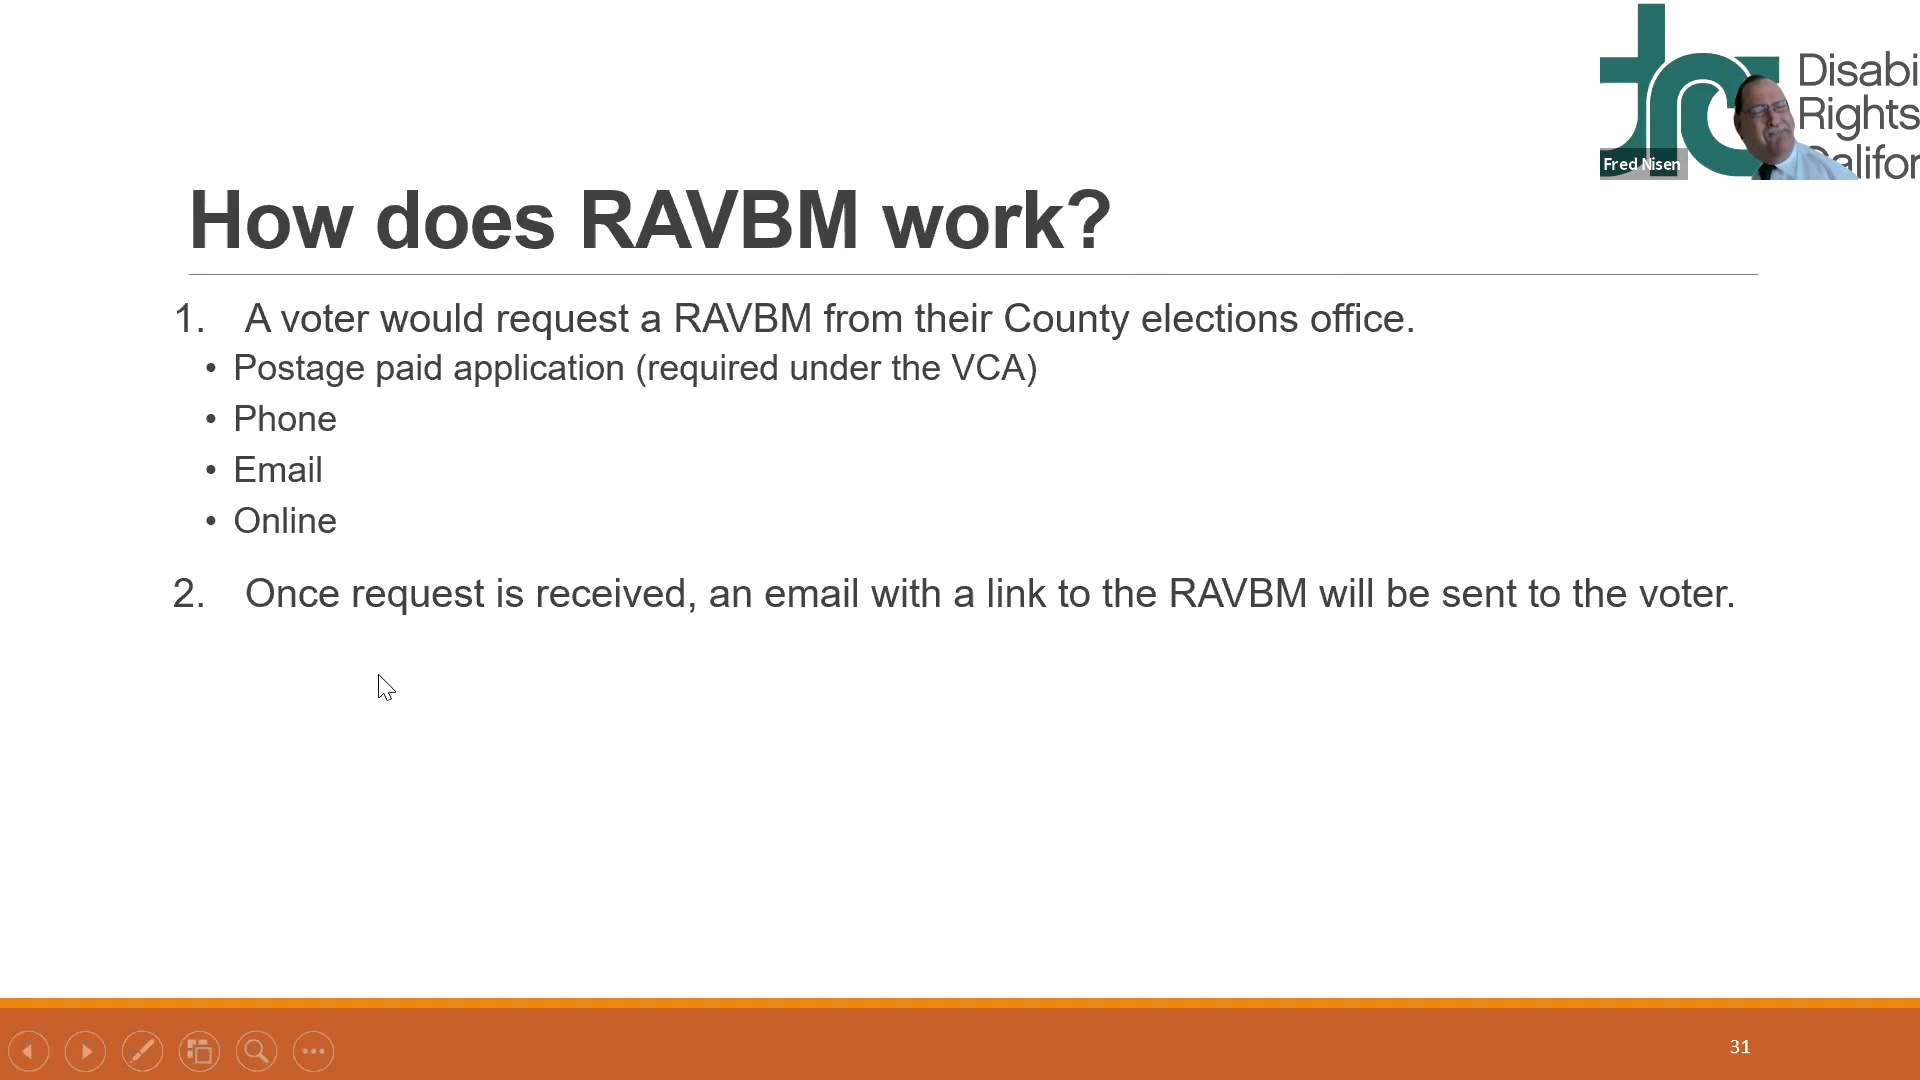 Disabi
Rights
Califor
Fred Nisen
How does RAVBM work?
1. A voter would request a RAVBM from their County elections office.
• Postage paid application (required under the VCA)
• Phone
• Email
• Online
2. Once request is received, an email with a link to the RAVBM will be sent to the voter.
31